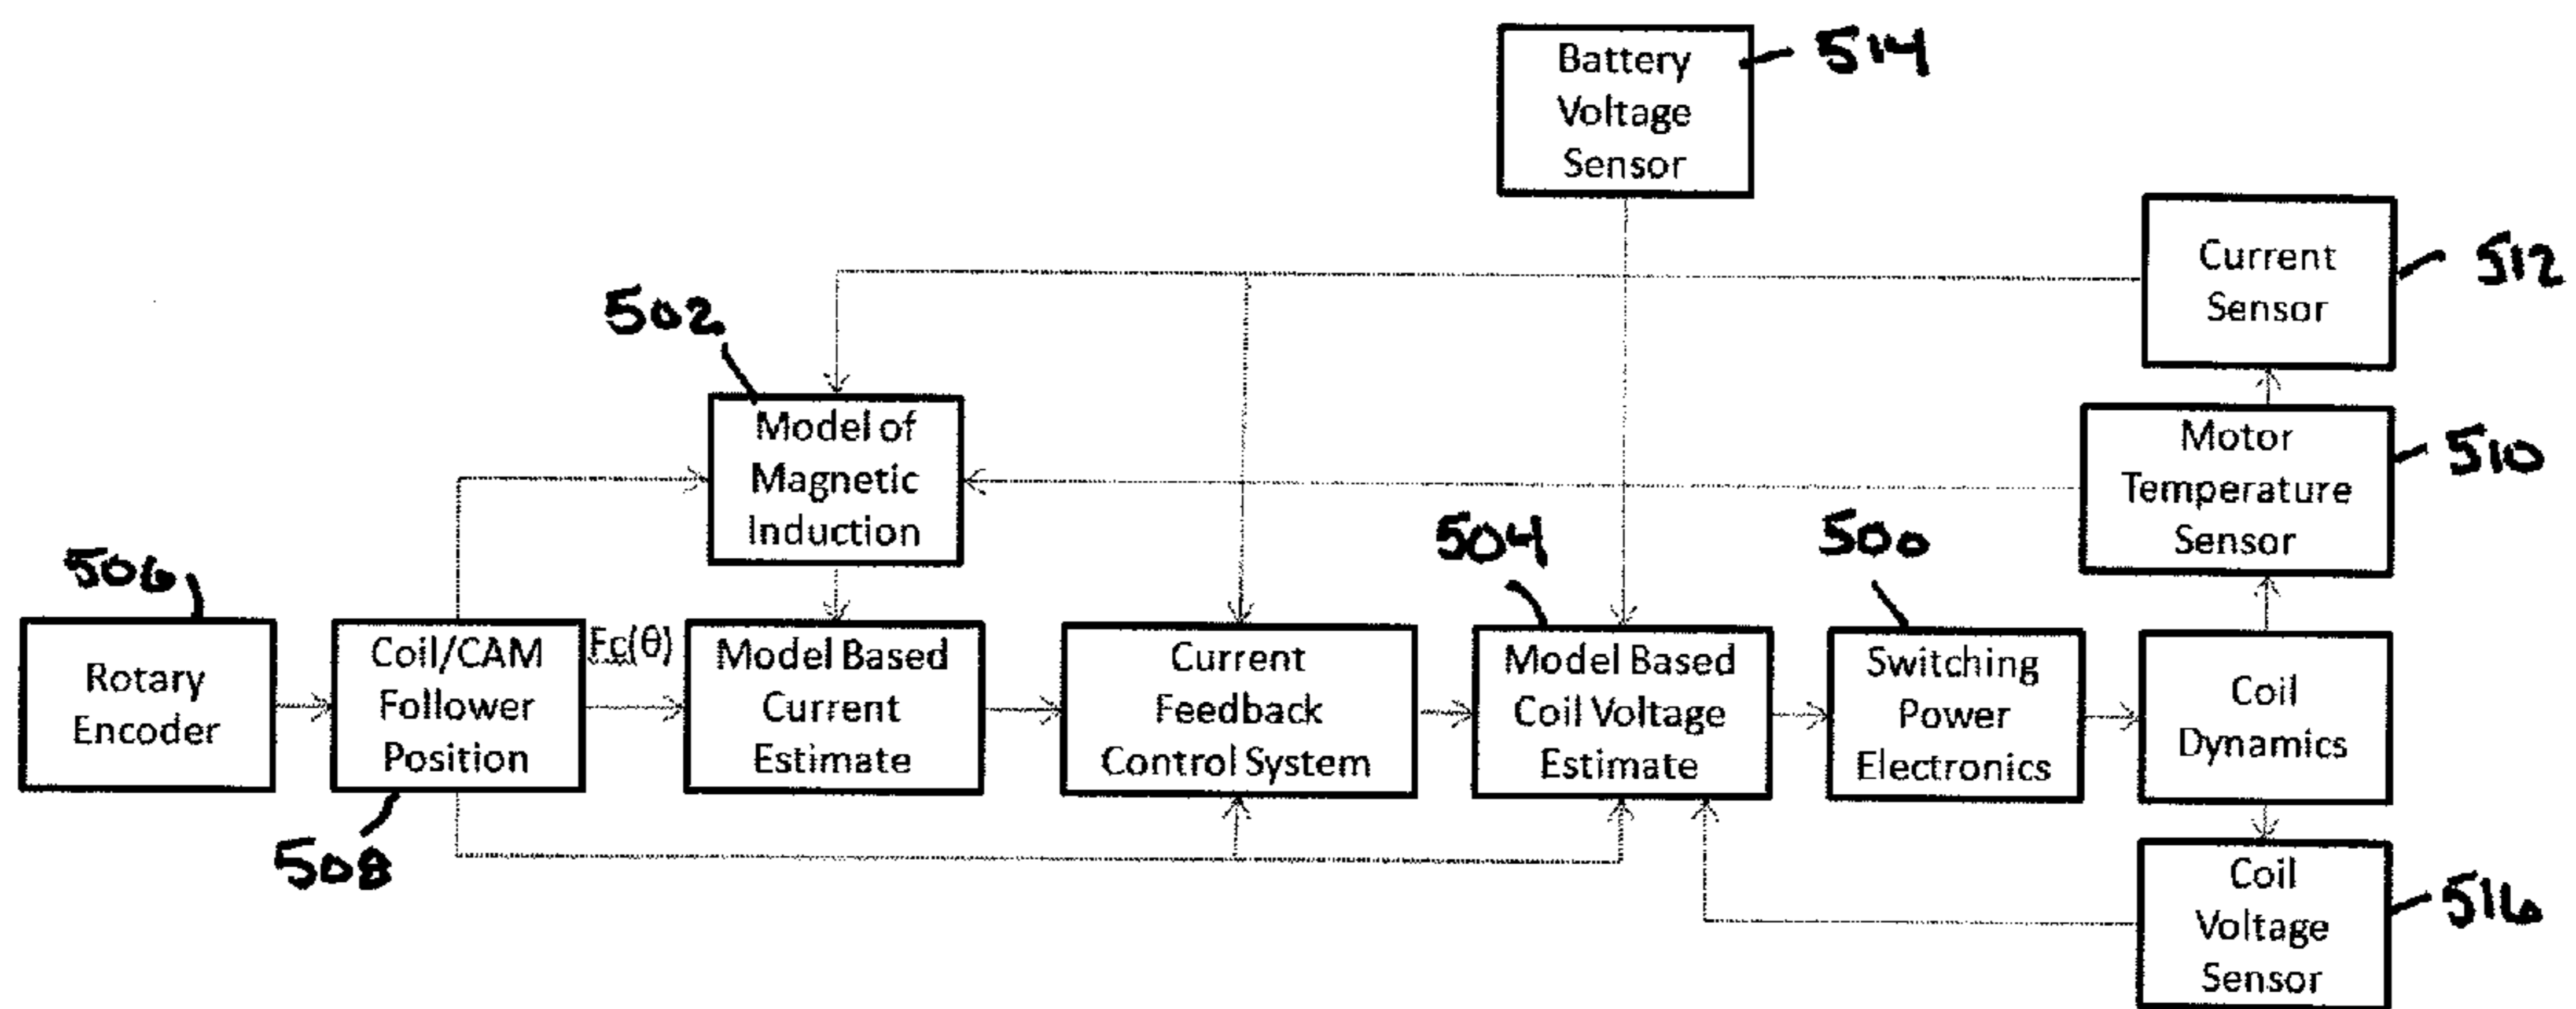 Battery
Voltage
Sensor
514
Current
Sensor
512
502
Model of
Magnetic
Induction
Motor
Temperature
Sensor
510
504
500
506
Rotary
Encoder
Coil/CAM
Follower
Position
508
Fc(θ)
Model Based
Current
Estimate
Current
Feedback
Control System
Model Based
Coil Voltage
Estimate
Switching
Power
Electronics
Coil
Dynamics
Coil
Voltage
Sensor
516